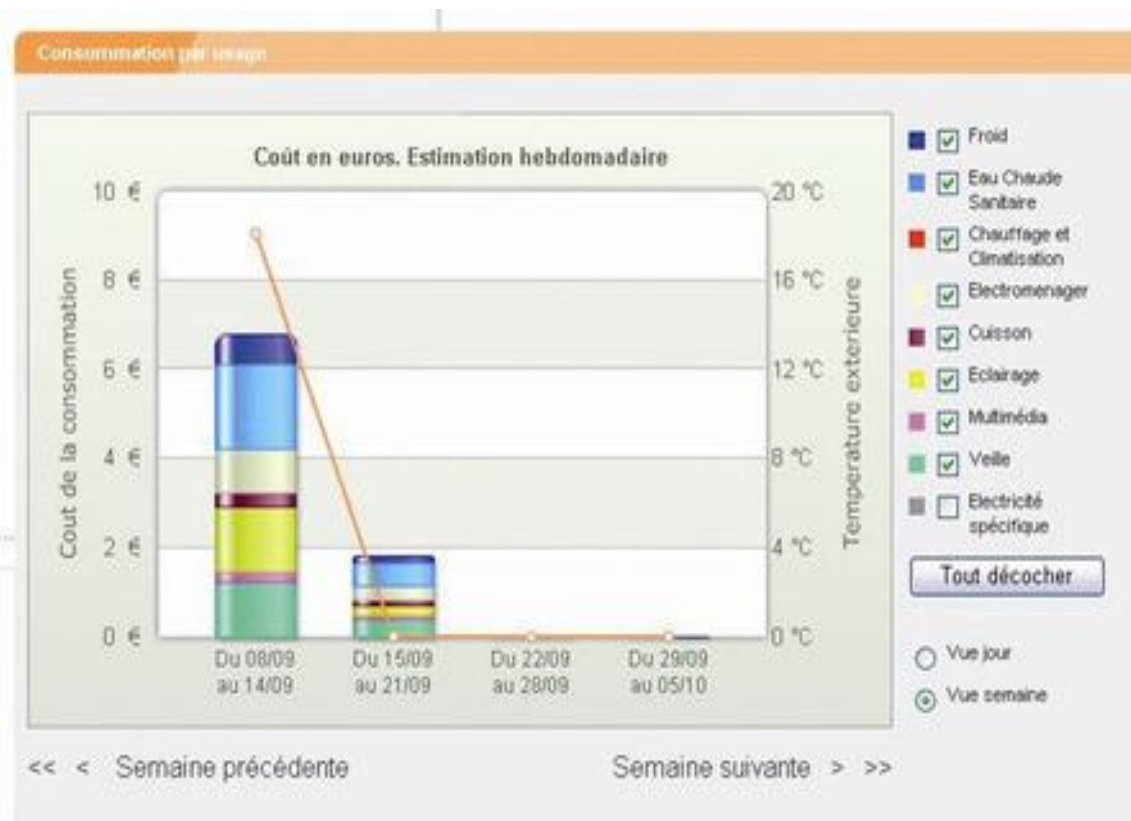 Consommation par usage
Coût en euros. Estimation hebdomadaire
10 €
8 €
6 €
4 €
2 €
0 €
Cout de la consommation
20 °C
16 °C
12 °C
8 °C
4 °C
0 °C
Temperature exterieure
Du 08/09
au 14/09
Du 15/09
au 21/09
Du 22/09
au 28/09
Du 29/09
au 05/10
Froid
Eau Chaude
Sanitaire
Chauffage et
Climatisation
Electromenager
Cuisson
Eclairage
Multimédia
Veille
Electricité
spécifique
Tout décocher
Vue jour
Vue semaine
<< < Semaine précédente
Semaine suivante > >>